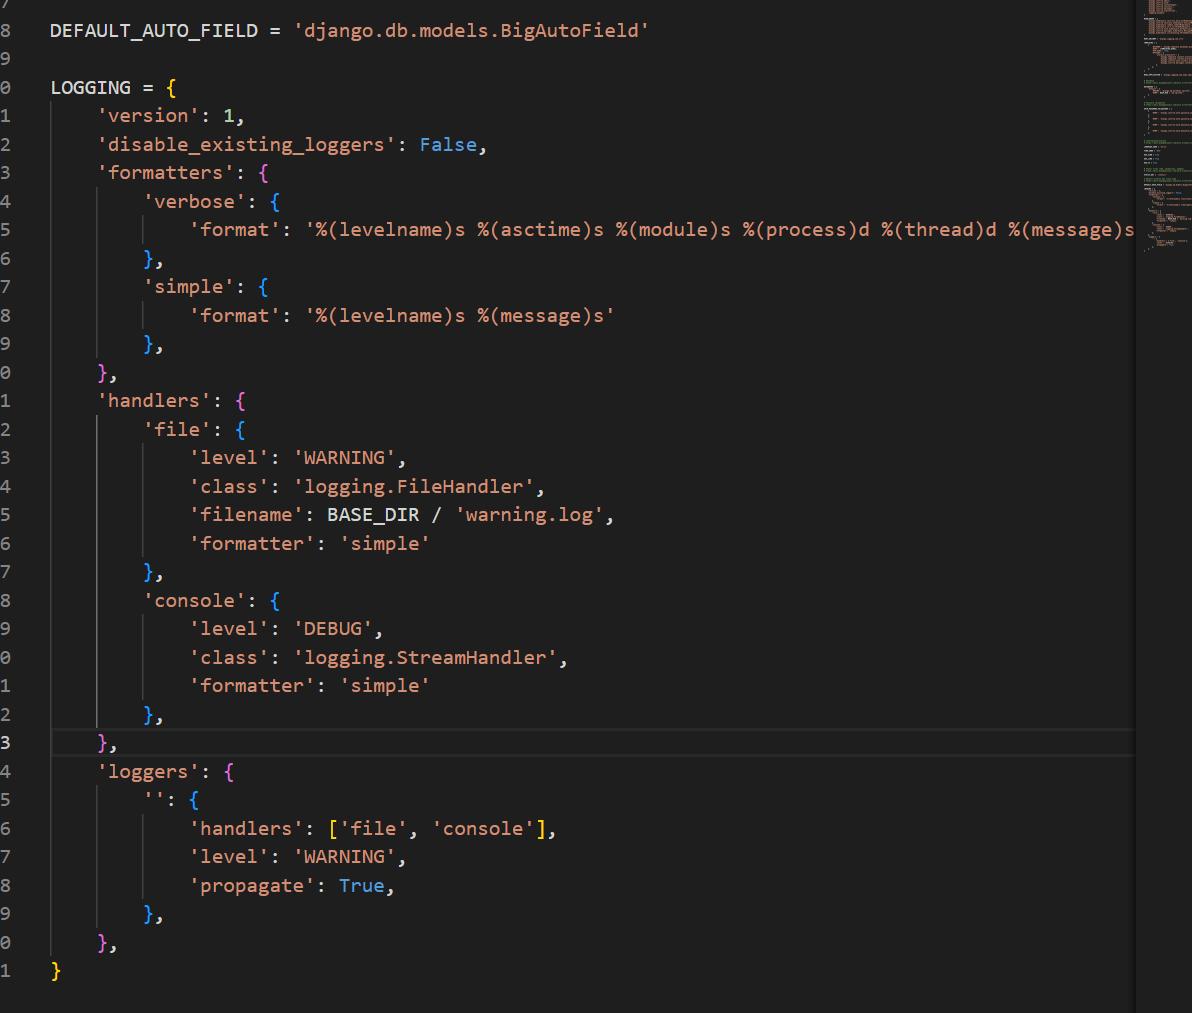 8 DEFAULT_AUTO_FIELD = 'django.db.models.BigAutoField'
9
0 LOGGING = {
1     'version': 1,
2     'disable_existing_loggers': False,
3     'formatters': {
4         'verbose': {
5             'format': '%(levelname)s %(asctime)s %(module)s %(process)d %(thread)d %(message)s
6         },
7         'simple': {
8             'format': '%(levelname)s %(message)s'
9         },
0     },
1     'handlers': {
2         'file': {
3             'level': 'WARNING',
4             'class': 'logging.FileHandler',
5             'filename': BASE_DIR / 'warning.log',
6             'formatter': 'simple'
7         },
8         'console': {
9             'level': 'DEBUG',
0             'class': 'logging.StreamHandler',
1             'formatter': 'simple'
2         },
3     },
4     'loggers': {
5         '': {
6             'handlers': ['file', 'console'],
7             'level': 'WARNING',
8             'propagate': True,
9         },
0     },
1 }